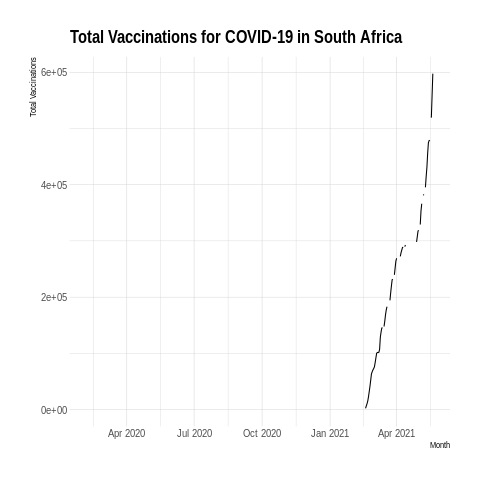 Total Vaccinations for COVID-19 in South Africa
Total Vaccinations
6e+05
4e+05
2e+05
0e+00
Apr 2020 Jul 2020 Oct 2020 Jan 2021 Apr 2021
Month